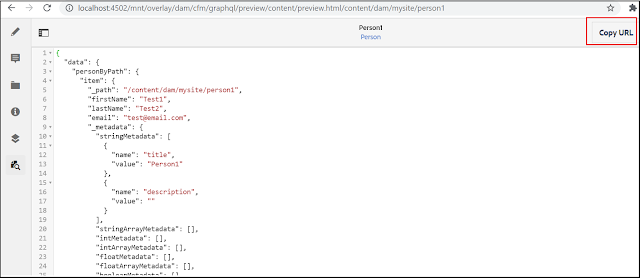 localhost:4502/mnt/overlay/dam/cfm/graphql/preview/content/preview.html/content/dam/mysite/person1
Person1
Person
Copy URL
1 {
2 "data": {
3 "personByPath": {
4 "item": {
5 "_path": "/content/dam/mysite/person1",
6 "firstName": "Test1",
7 "lastName": "Test2",
8 "email": "test@email.com",
9 "_metadata": {
10 "stringMetadata": [
11 {
12 "name": "title",
13 "value": "Person1"
14 },
15 {
16 "name": "description",
17 "value": ""
18 }
19 ],
20 "stringArrayMetadata": [],
21 "intMetadata": [],
22 "intArrayMetadata": [],
23 "floatMetadata": [],
24 "floatArrayMetadata": [],
"booleanMetadata": [],